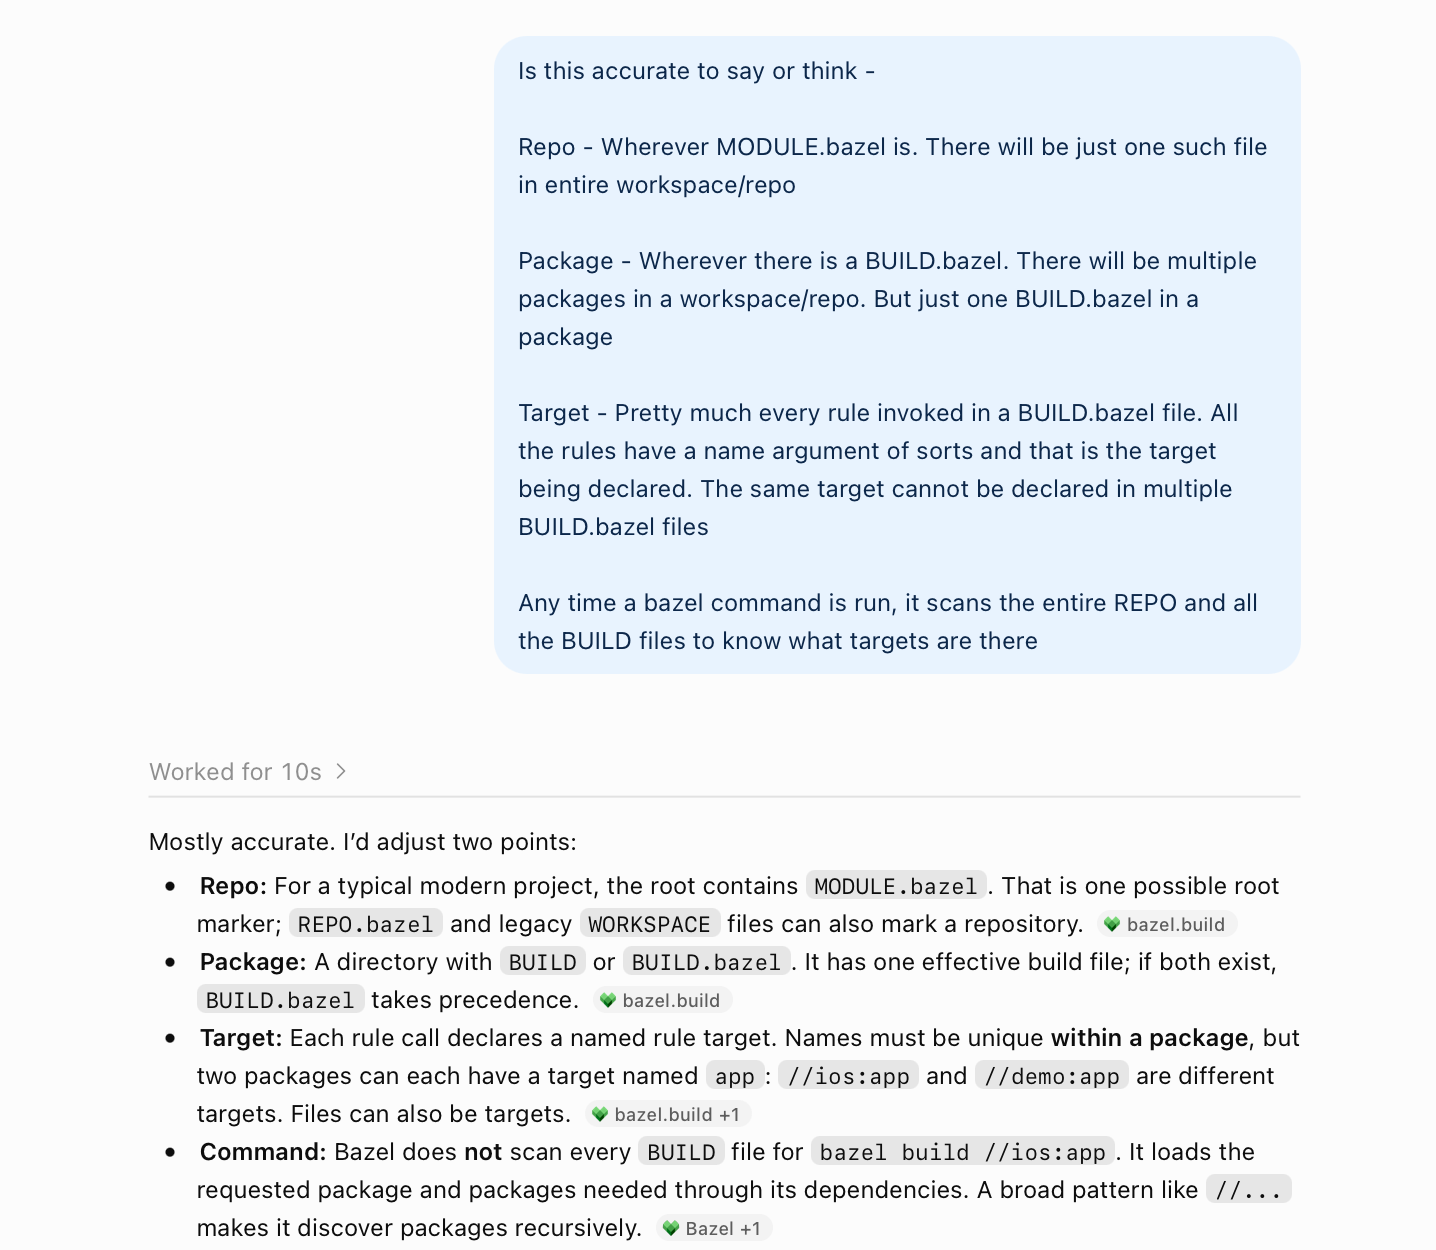 Is this accurate to say or think -
Repo - Wherever MODULE.bazel is. There will be just one such file
in entire workspace/repo
Package - Wherever there is a BUILD.bazel. There will be multiple
packages in a workspace/repo. But just one BUILD.bazel in a
package
Target - Pretty much every rule invoked in a BUILD.bazel file. All
the rules have a name argument of sorts and that is the target
being declared. The same target cannot be declared in multiple
BUILD.bazel files
Any time a bazel command is run, it scans the entire REPO and all
the BUILD files to know what targets are there
Worked for 10s >
Mostly accurate. I’d adjust two points:
• Repo: For a typical modern project, the root contains MODULE.bazel. That is one possible root
marker; REPO.bazel and legacy WORKSPACE files can also mark a repository. bazel.build
• Package: A directory with BUILD or BUILD.bazel. It has one effective build file; if both exist,
BUILD.bazel takes precedence. bazel.build
• Target: Each rule call declares a named rule target. Names must be unique within a package, but
two packages can each have a target named app: //ios:app and //demo:app are different
targets. Files can also be targets. bazel.build +1
• Command: Bazel does not scan every BUILD file for bazel build //ios:app. It loads the
requested package and packages needed through its dependencies. A broad pattern like //...
makes it discover packages recursively. Bazel +1